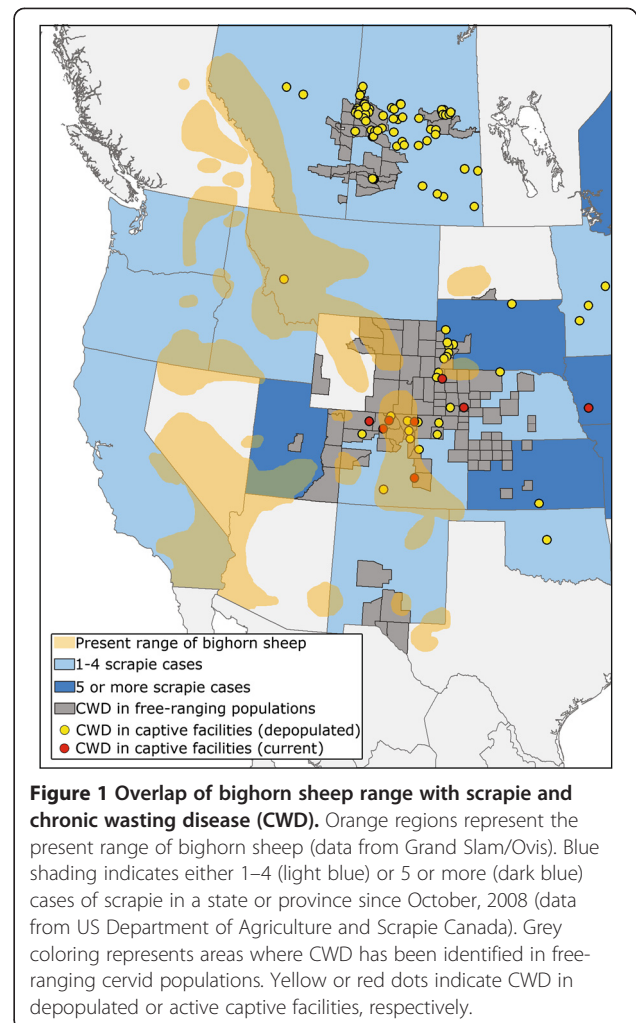 Present range of bighorn sheep
1-4 scrapie cases
5 or more scrapie cases
CWD in free-ranging populations
CWD in captive facilities (depopulated)
CWD in captive facilities (current)
Figure 1 Overlap of bighorn sheep range with scrapie and
chronic wasting disease (CWD). Orange regions represent the
present range of bighorn sheep (data from Grand Slam/Ovis). Blue
shading indicates either 1–4 (light blue) or 5 or more (dark blue)
cases of scrapie in a state or province since October, 2008 (data
from US Department of Agriculture and Scrapie Canada). Grey
coloring represents areas where CWD has been identified in free-
ranging cervid populations. Yellow or red dots indicate CWD in
depopulated or active captive facilities, respectively.